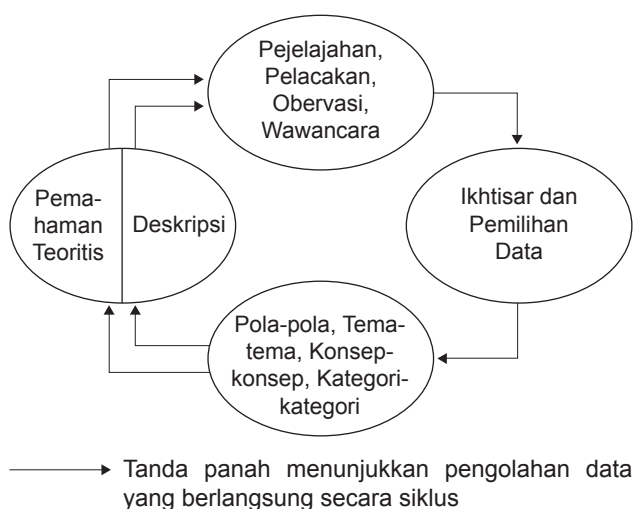 Pejelajahan,
Pelacakan,
Obervasi,
Wawancara
Pema-
haman
Teoritis
Deskripsi
Ikhtisar dan
Pemilihan
Data
Pola-pola, Tema-
tema, Konsep-
konsep, Kategori-
kategori
Tanda panah menunjukkan pengolahan data
yang berlangsung secara siklus